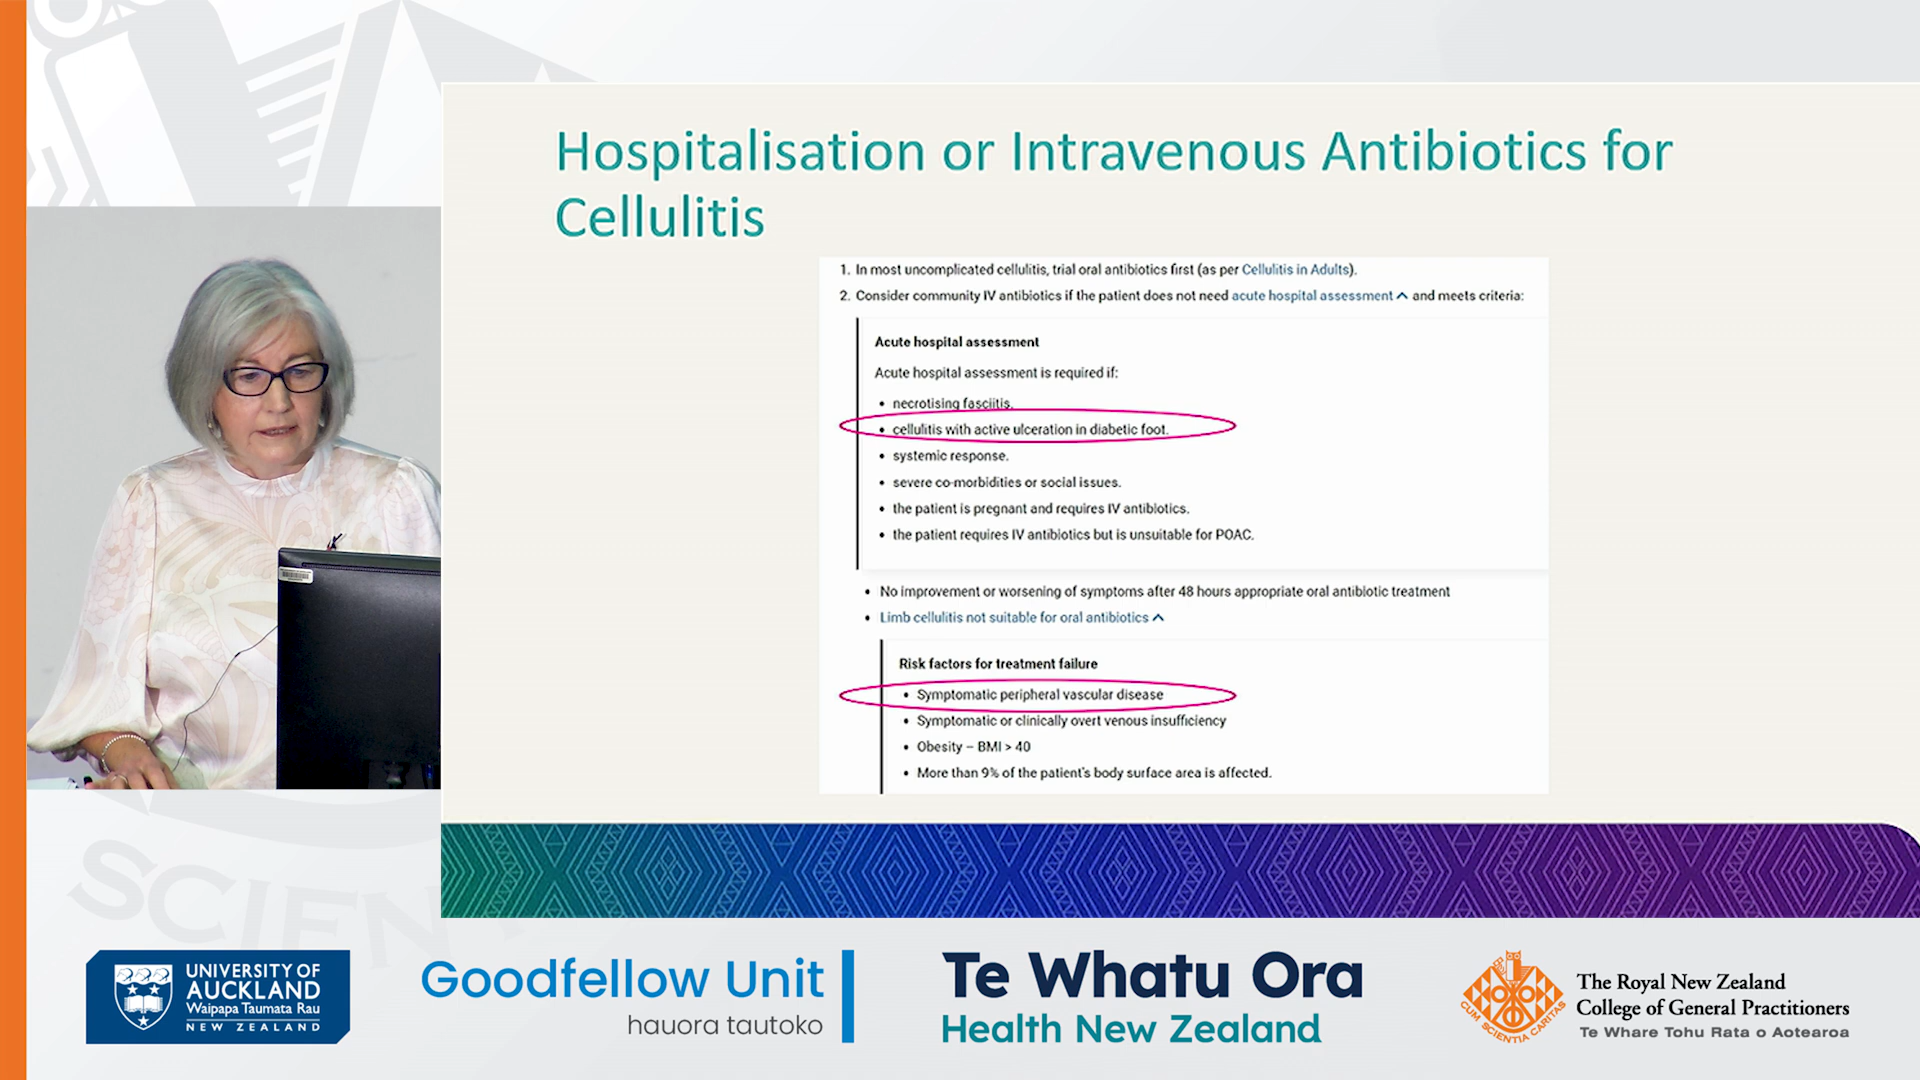 Hospitalisation or Intravenous Antibiotics for
Cellulitis
1. In most uncomplicated cellulitis, trial oral antibiotics first (as per Cellulitis in Adults).
2. Consider community IV antibiotics if the patient does not need acute hospital assessment and meets criteria:
Acute hospital assessment
Acute hospital assessment is required if:
• necrotising fasciitis.
• cellulitis with active ulceration in diabetic foot.
• systemic response.
• severe co-morbidities or social issues.
• the patient is pregnant and requires IV antibiotics.
• the patient requires IV antibiotics but is unsuitable for POAC.
• No improvement or worsening of symptoms after 48 hours appropriate oral antibiotic treatment
• Limb cellulitis not suitable for oral antibiotics
Risk factors for treatment failure
• Symptomatic peripheral vascular disease
• Symptomatic or clinically overt venous insufficiency
• Obesity – BMI > 40
• More than 9% of the patient's body surface area is affected.
SCIEN
UNIVERSITY OF
AUCKLAND
Waipapa Taumata Rau
NEW ZEALAND
Goodfellow Unit
hauora tautoko
Te Whatu Ora
Health New Zealand
CUM SCIENTIA CARITAS
The Royal New Zealand
College of General Practitioners
Te Whare Tohu Rata o Aotearoa